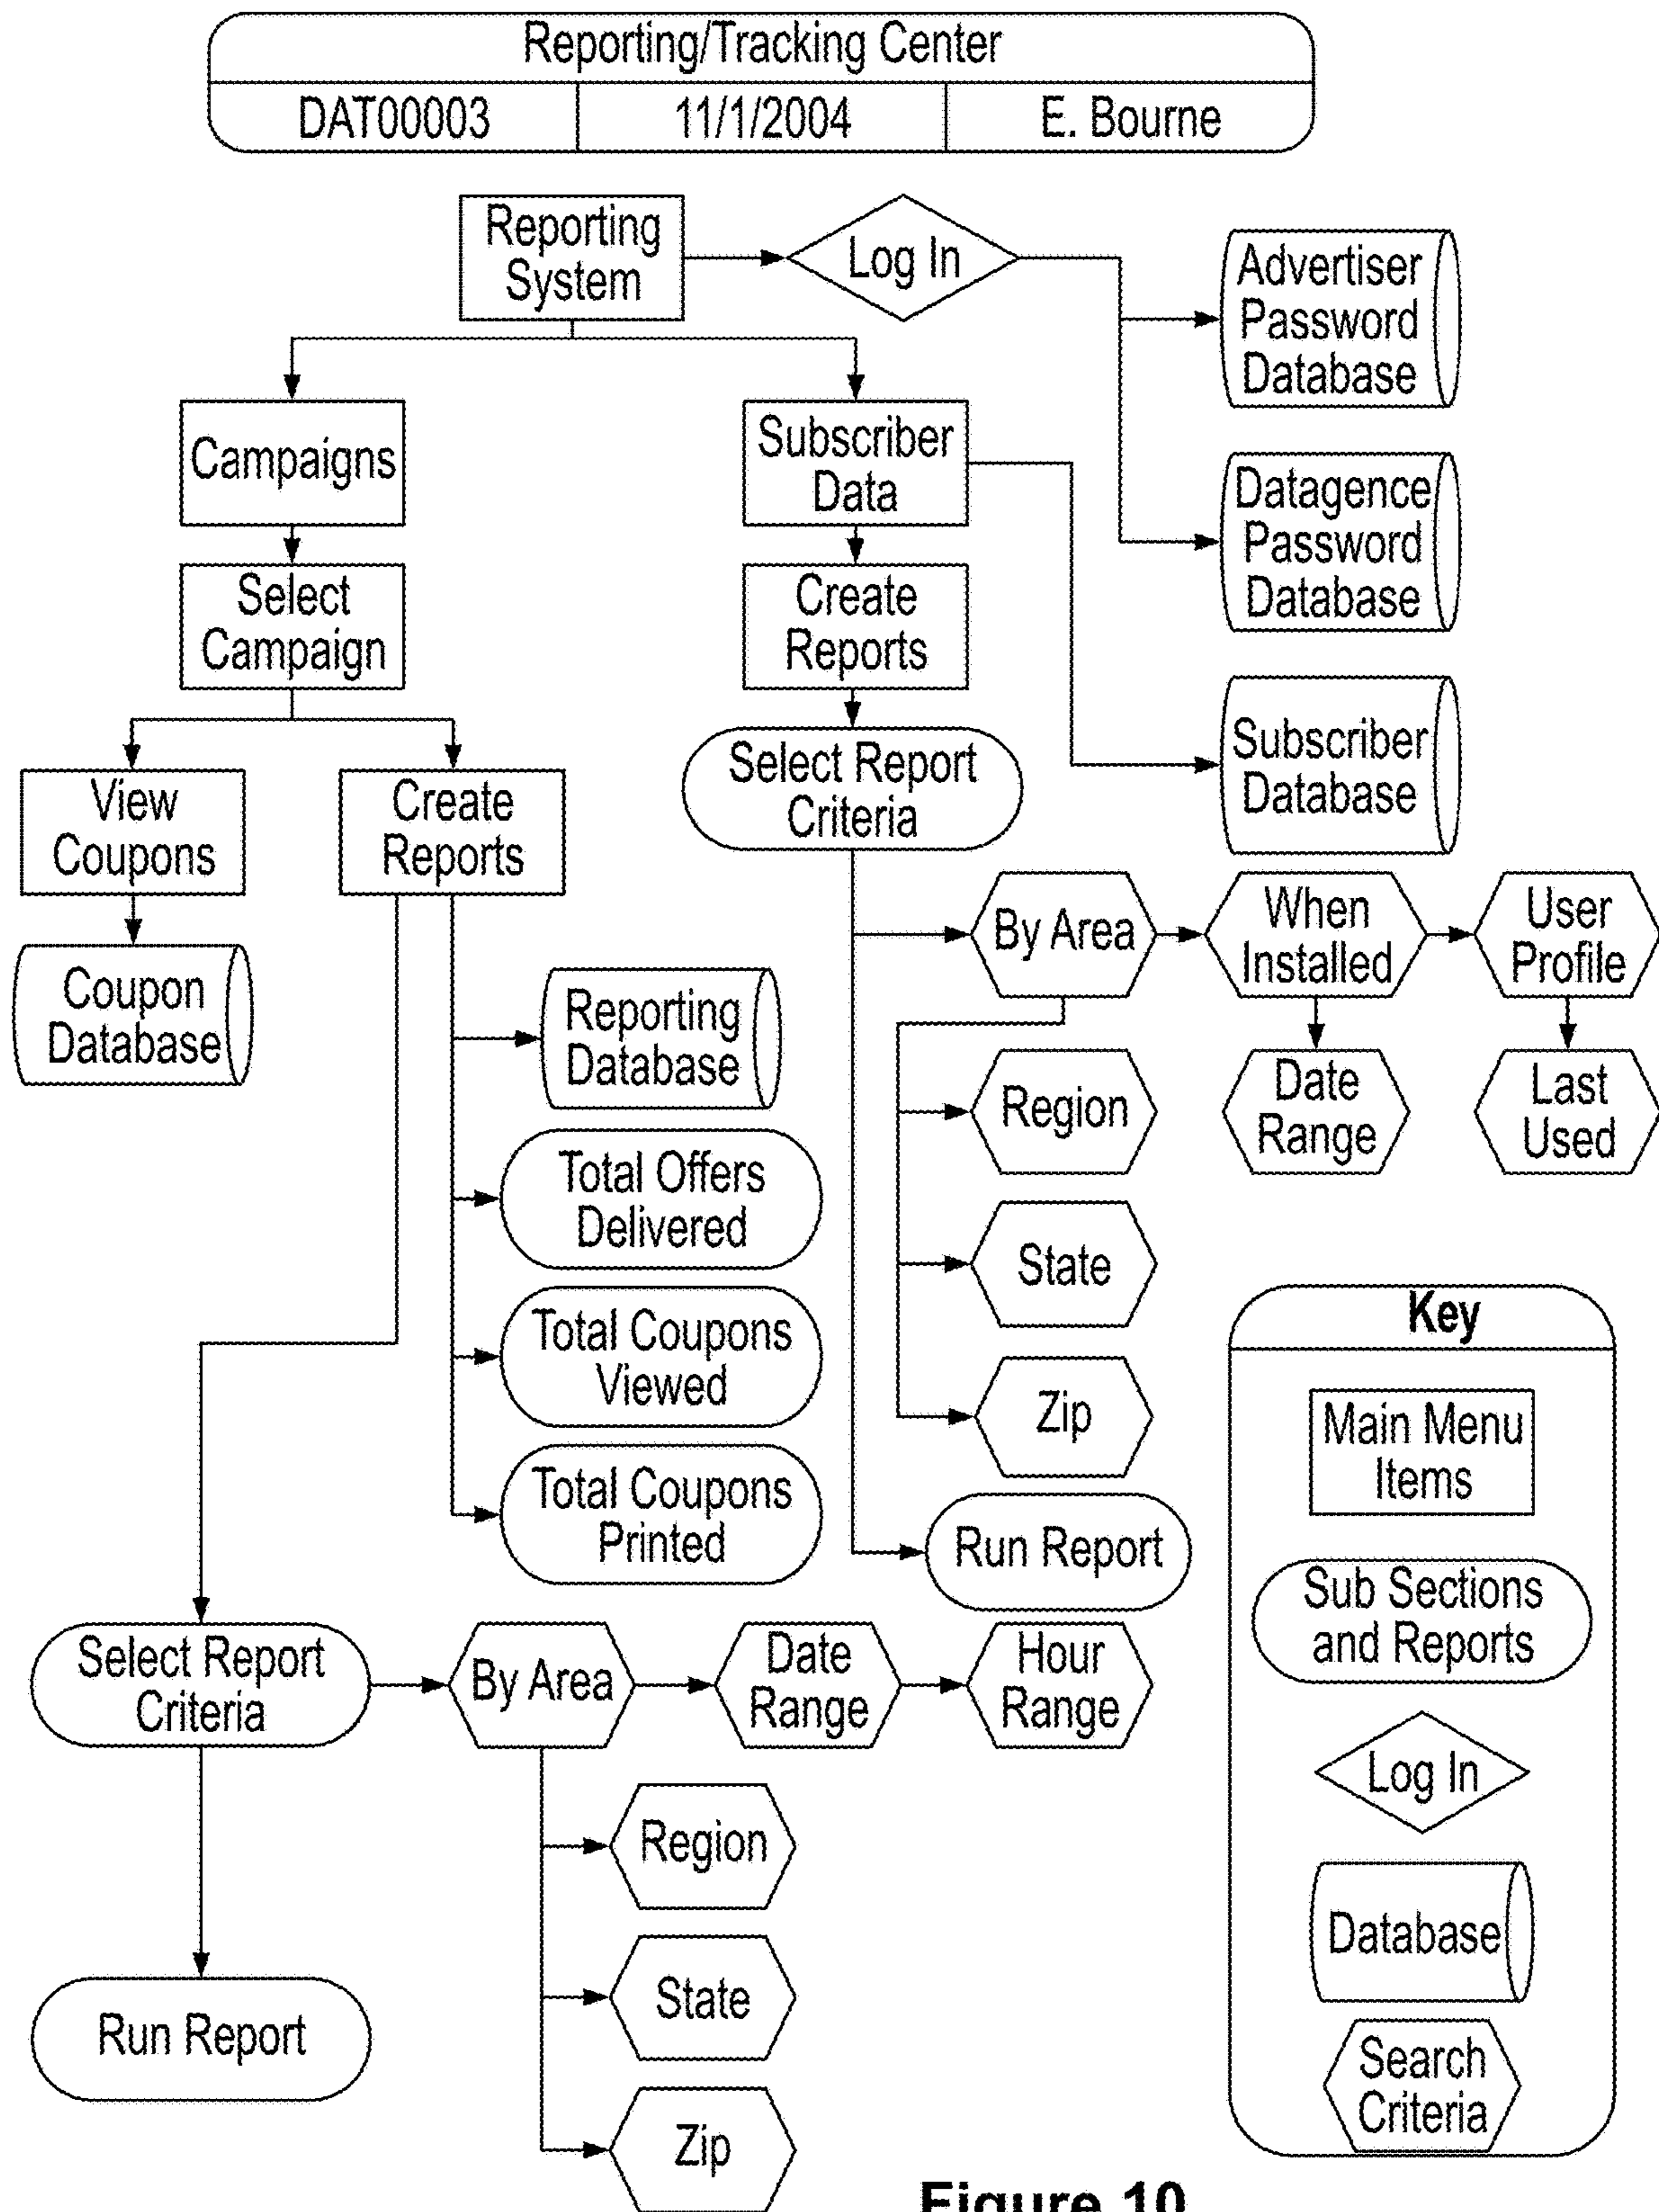 Reporting/Tracking Center
DAT00003
11/1/2004
E. Bourne
Reporting
System
Log In
Advertiser
Password
Database
Campaigns
Subscriber
Data
Datagence
Password
Database
Select
Campaign
Create
Reports
Subscriber
Database
Select Report
Criteria
View
Coupons
Create
Reports
Coupon
Database
By Area
When
Installed
User
Profile
Reporting
Database
Region
Date
Range
Last
Used
Total Offers
Delivered
State
Total Coupons
Viewed
Zip
Total Coupons
Printed
Run Report
Select Report
Criteria
By Area
Date
Range
Hour
Range
Region
State
Zip
Run Report
Key
Main Menu
Items
Sub Sections
and Reports
Log In
Database
Search
Criteria
Figure 10